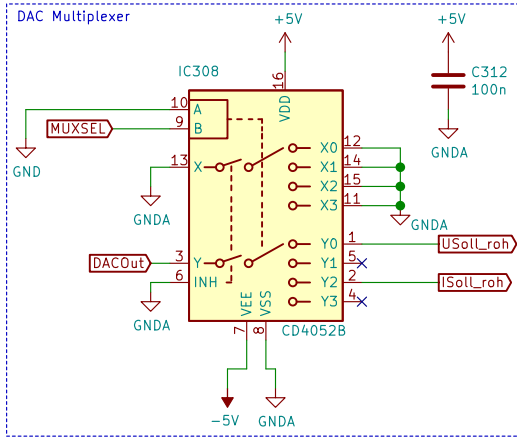 DAC Multiplexer
+5V
+5V
IC308
16
VDD
C312
100n
10
A
MUXSEL
9
B
GND
GNDA
13
X
X0
12
X1
14
X2
15
X3
11
GNDA
GNDA
DACOut
3
Y
6
INH
Y0
1
USoll_roh
Y1
5
Y2
2
ISoll_roh
Y3
4
GNDA
VEE
VSS
7
8
CD4052B
-5V
GNDA